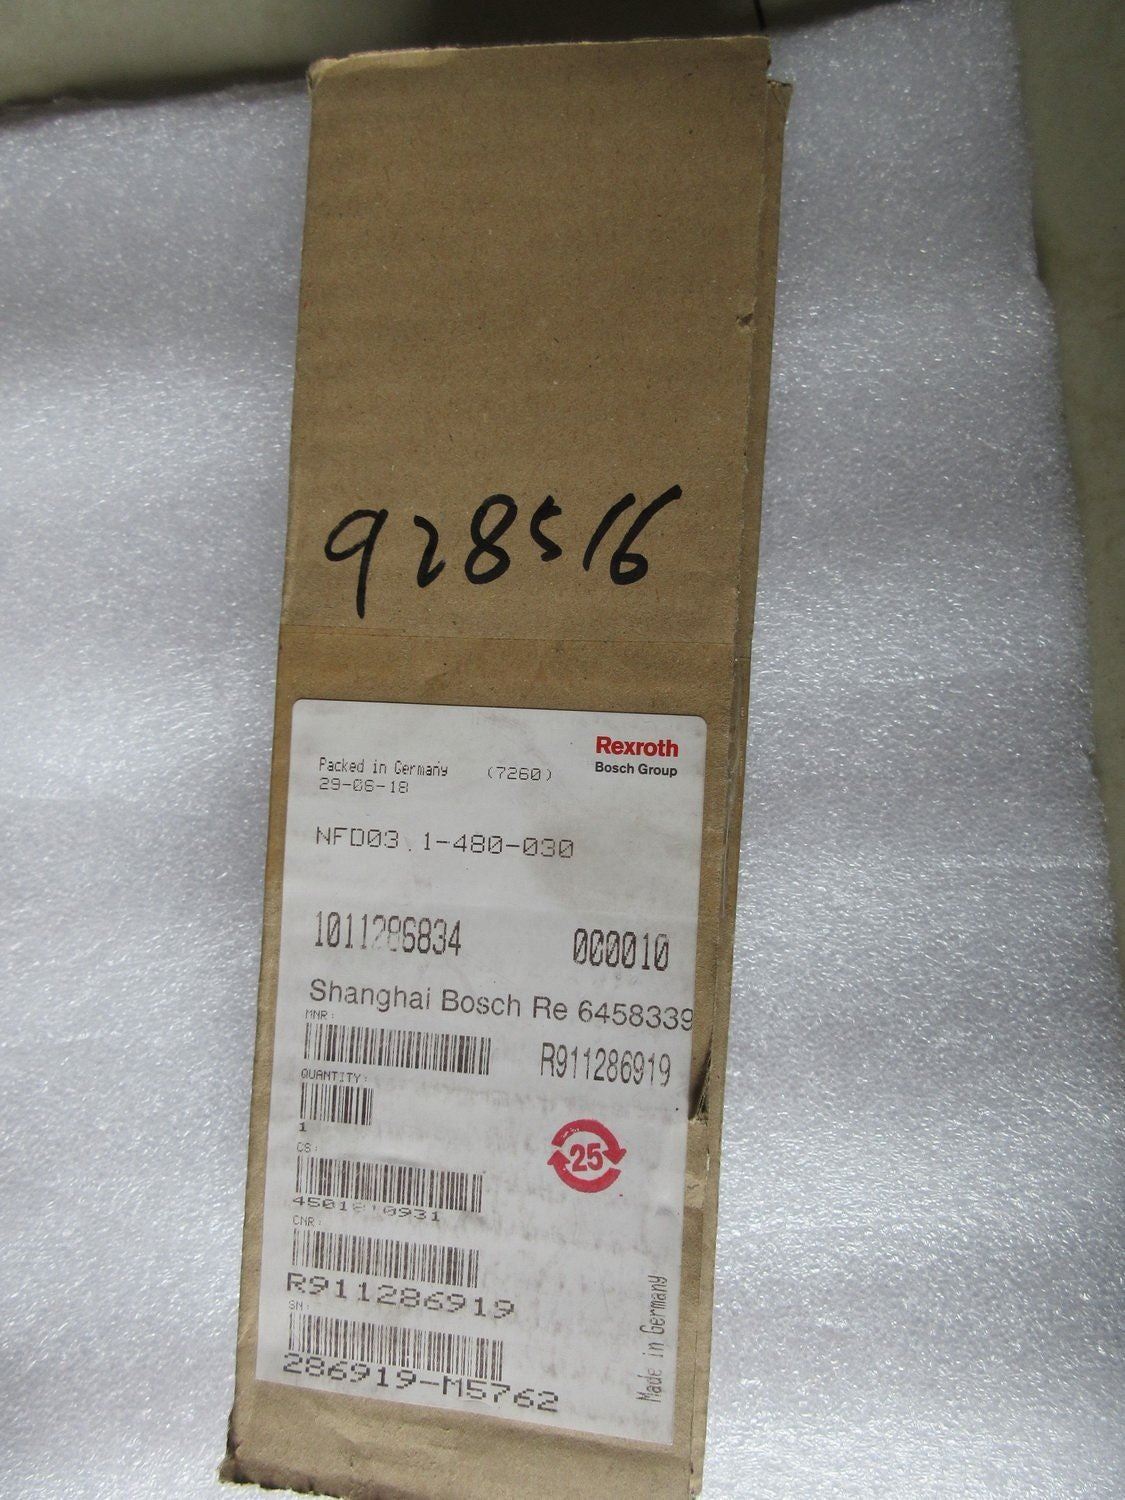 928516
Rexroth
Bosch Group
Packed in Germany (7260)
29-06-18
NFD03.1-480-030
1011286834 000010
Shanghai Bosch Re 6458339
MNR:
R911286919
QUANTITY:
1
CS:
25
CNR:
R911286919
SN:
286919-M5762
Made in Germany